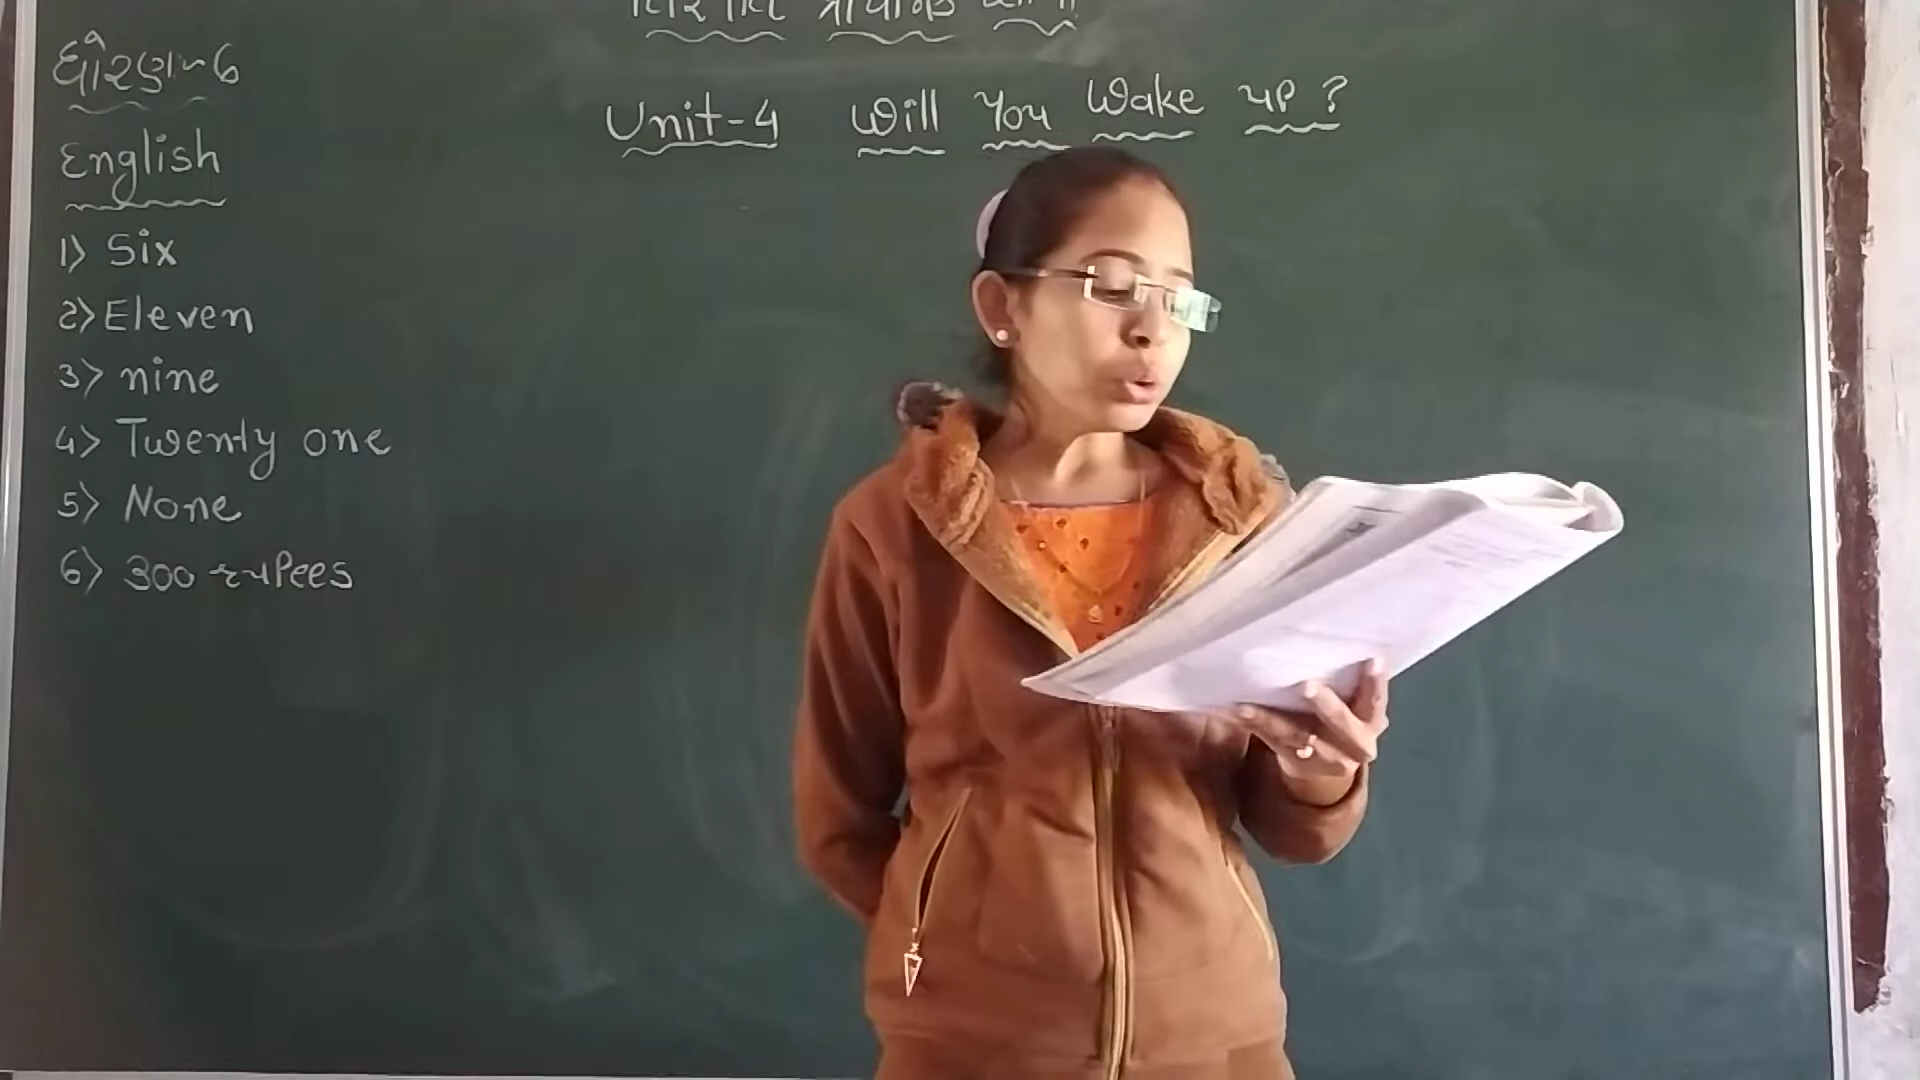 ધોરણ-6
Unit-4 Will You Wake up ?
English
1) Six
2) Eleven
3) nine
4) Twenty one
5) None
6) 300 rupees